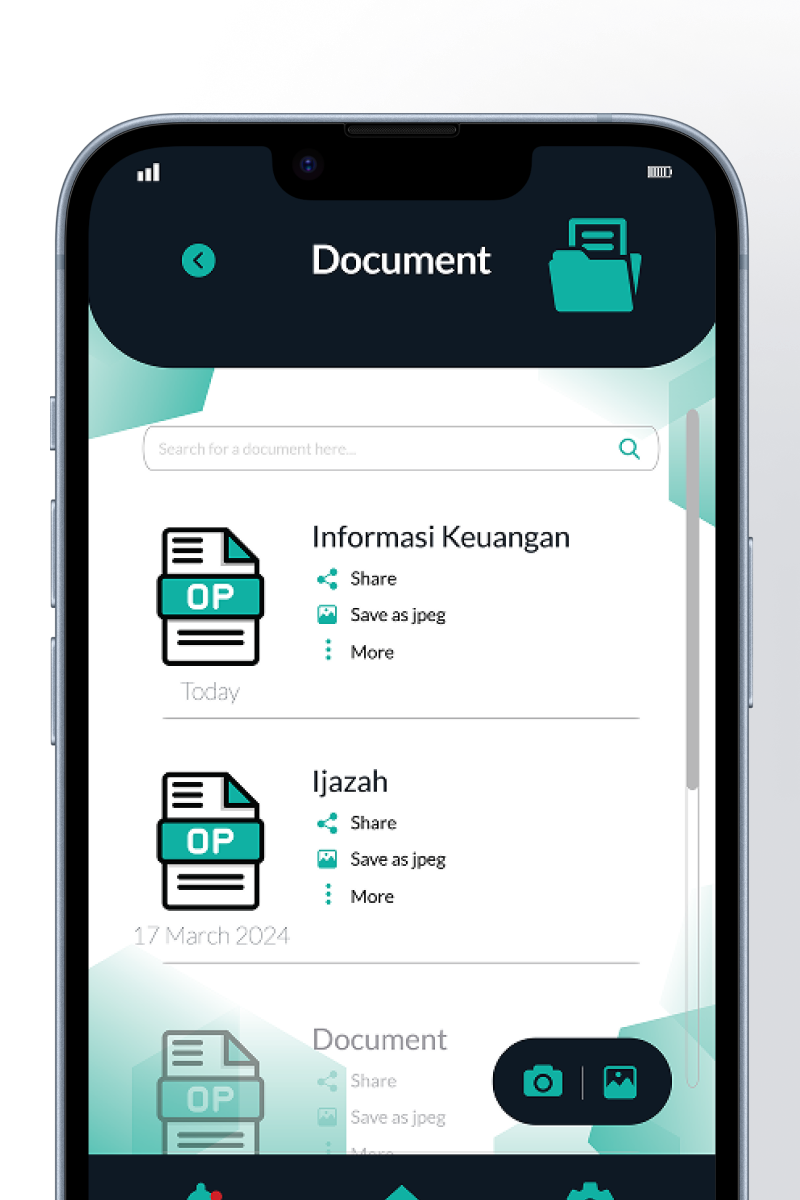 Document
Search for a document here...
Informasi Keuangan
OP
Share
Save as jpeg
More
Today
Ijazah
OP
Share
Save as jpeg
More
17 March 2024
Document
OP
Share
Save as jpeg
More